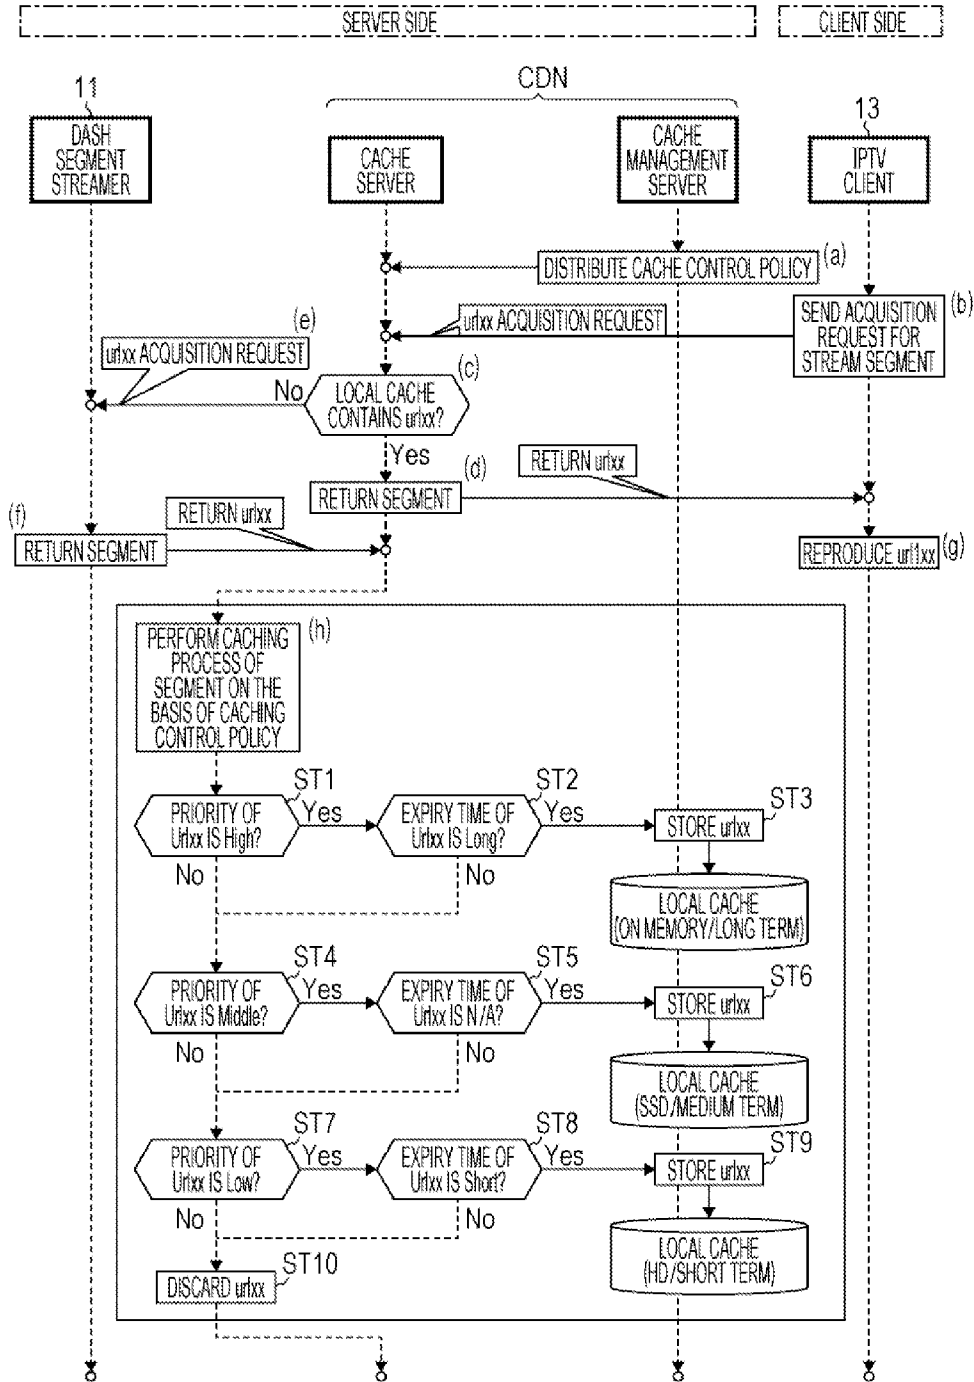 SERVER SIDE
CLIENT SIDE
CDN
11
13
DASH
SEGMENT
STREAMER
CACHE
SERVER
CACHE
MANAGEMENT
SERVER
IPTV
CLIENT
(a)
DISTRIBUTE CACHE CONTROL POLICY
(b)
SEND ACQUISITION
REQUEST FOR
STREAM SEGMENT
urlxx ACQUISITION REQUEST
(e)
urlxx ACQUISITION REQUEST
(c)
No
LOCAL CACHE
CONTAINS urlxx?
Yes
(d)
RETURN urlxx
RETURN SEGMENT
(f)
RETURN urlxx
RETURN SEGMENT
(g)
REPRODUCE url1xx
(h)
PERFORM CACHING
PROCESS OF
SEGMENT ON THE
BASIS OF CACHING
CONTROL POLICY
ST1
PRIORITY OF
Urlxx IS High?
Yes
No
ST2
EXPIRY TIME OF
Urlxx IS Long?
Yes
No
ST3
STORE urlxx
LOCAL CACHE
(ON MEMORY/LONG TERM)
ST4
PRIORITY OF
Urlxx IS Middle?
Yes
No
ST5
EXPIRY TIME OF
Urlxx IS N/A?
Yes
No
ST6
STORE urlxx
LOCAL CACHE
(SSD/MEDIUM TERM)
ST7
PRIORITY OF
Urlxx IS Low?
Yes
No
ST8
EXPIRY TIME OF
Urlxx IS Short?
Yes
No
ST9
STORE urlxx
LOCAL CACHE
(HD/SHORT TERM)
ST10
DISCARD urlxx